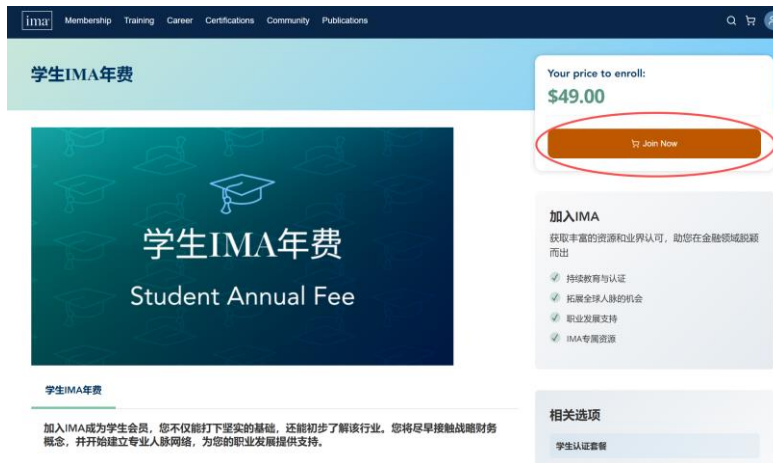 ima
Membership Training Career Certifications Community Publications
学生IMA年费
Your price to enroll:
$49.00
Join Now
学生IMA年费
Student Annual Fee
加入IMA
获取丰富的资源和业界认可，助您在金融领域脱颖
而出
持续教育与认证
拓展全球人脉的机会
职业发展支持
IMA专属资源
学生IMA年费
加入IMA成为学生会员，您不仅能打下坚实的基础，还能初步了解该行业。您将尽早接触战略财务
概念，并开始建立专业人脉网络，为您的职业发展提供支持。
相关选项
学生认证套餐